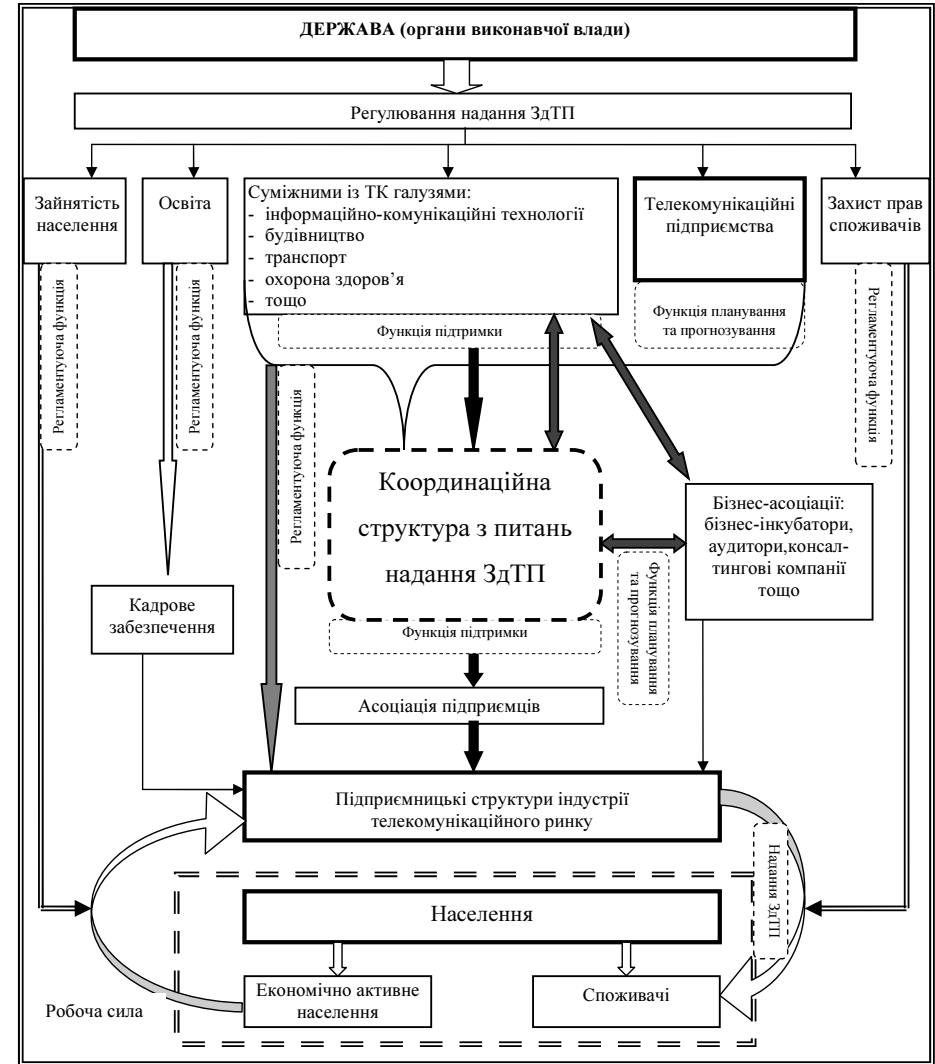 ДЕРЖАВА (органи виконавчої влади)
Регулювання надання ЗдТП
Зайнятість
населення
Освіта
Суміжними із ТК галузями:
- інформаційно-комунікаційні технології
- будівництво
- транспорт
- охорона здоров’я
- тощо
Телекомунікаційні
підприємства
Захист прав
споживачів
Регламентуюча функція
Регламентуюча функція
Функція підтримки
Функція планування
та прогнозування
Регламентуюча функція
Регламентуюча функція
Координаційна
структура з питань
надання ЗдТП
Бізнес-асоціації:
бізнес-інкубатори,
аудитори,консал-
тингові компанії
тощо
Функція планування
та прогнозування
Кадрове
забезпечення
Функція підтримки
Асоціація підприємців
Підприємницькі структури індустрії
телекомунікаційного ринку
Надання ЗдТП
Населення
Економічно активне
населення
Споживачі
Робоча сила